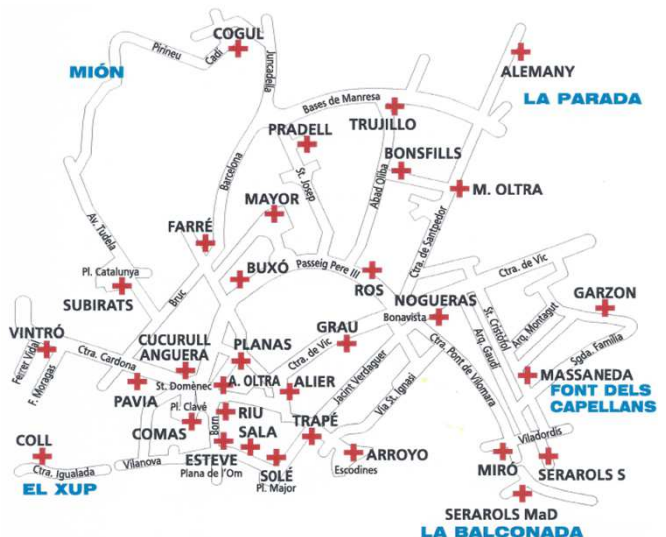 COGUL
Pirineu
Cadí
Juncadella
MIÓN
ALEMANY
LA PARADA
Bases de Manresa
TRUJILLO
PRADELL
BONSFILLS
Barcelona
St. Josep
Abad Oliba
M. OLTRA
MAYOR
Av. Tudela
FARRÉ
Ctra. de Santpedor
Passeig Pere III
Ctra. de Vic
Pl. Catalunya
BUXÓ
ROS
SUBIRATS
Bruc
NOGUERAS
Bonavista
GARZON
St. Cristòfol
Arq. Montagut
VINTRÓ
CUCURULL
ANGUERA
PLANAS
GRAU
Ctra. de Vic
Arq. Gaudí
Sgda. Familia
Ferrer Vidal
Ctra. Cardona
Jacint Verdaguer
Ctra. Pont de Vilomara
F. Moragas
PAVIA
St. Domènec
A. OLTRA
ALIER
Via St. Ignasi
MASSANEDA
FONT DELS
CAPELLANS
Pl. Clavé
RIU
COMAS
Born
SALA
TRAPÉ
Viladordis
COLL
Vilanova
ESTEVE
SOLÉ
ARROYO
MIRÓ
SERAROLS S
Ctra. Igualada
Plana de l'Om
Pl. Major
Escodines
EL XUP
SERAROLS MaD
LA BALCONADA